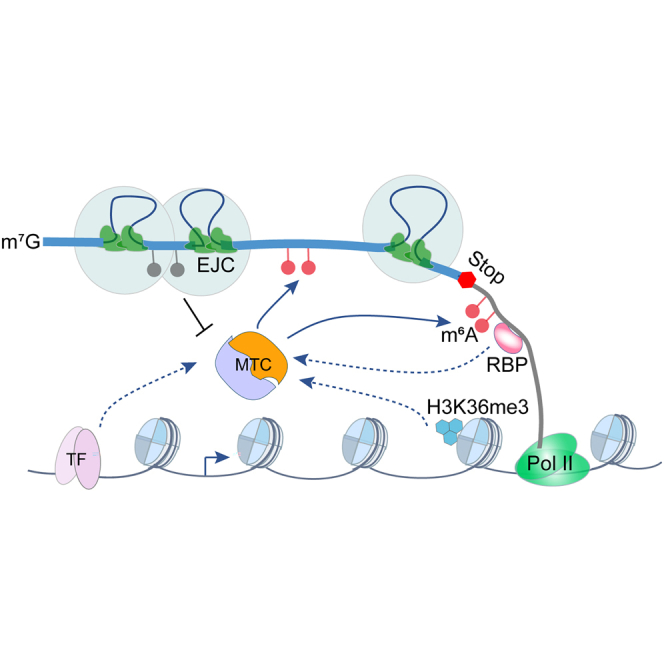 m⁷G
EJC
Stop
m⁶A
MTC
RBP
H3K36me3
TF
Pol II